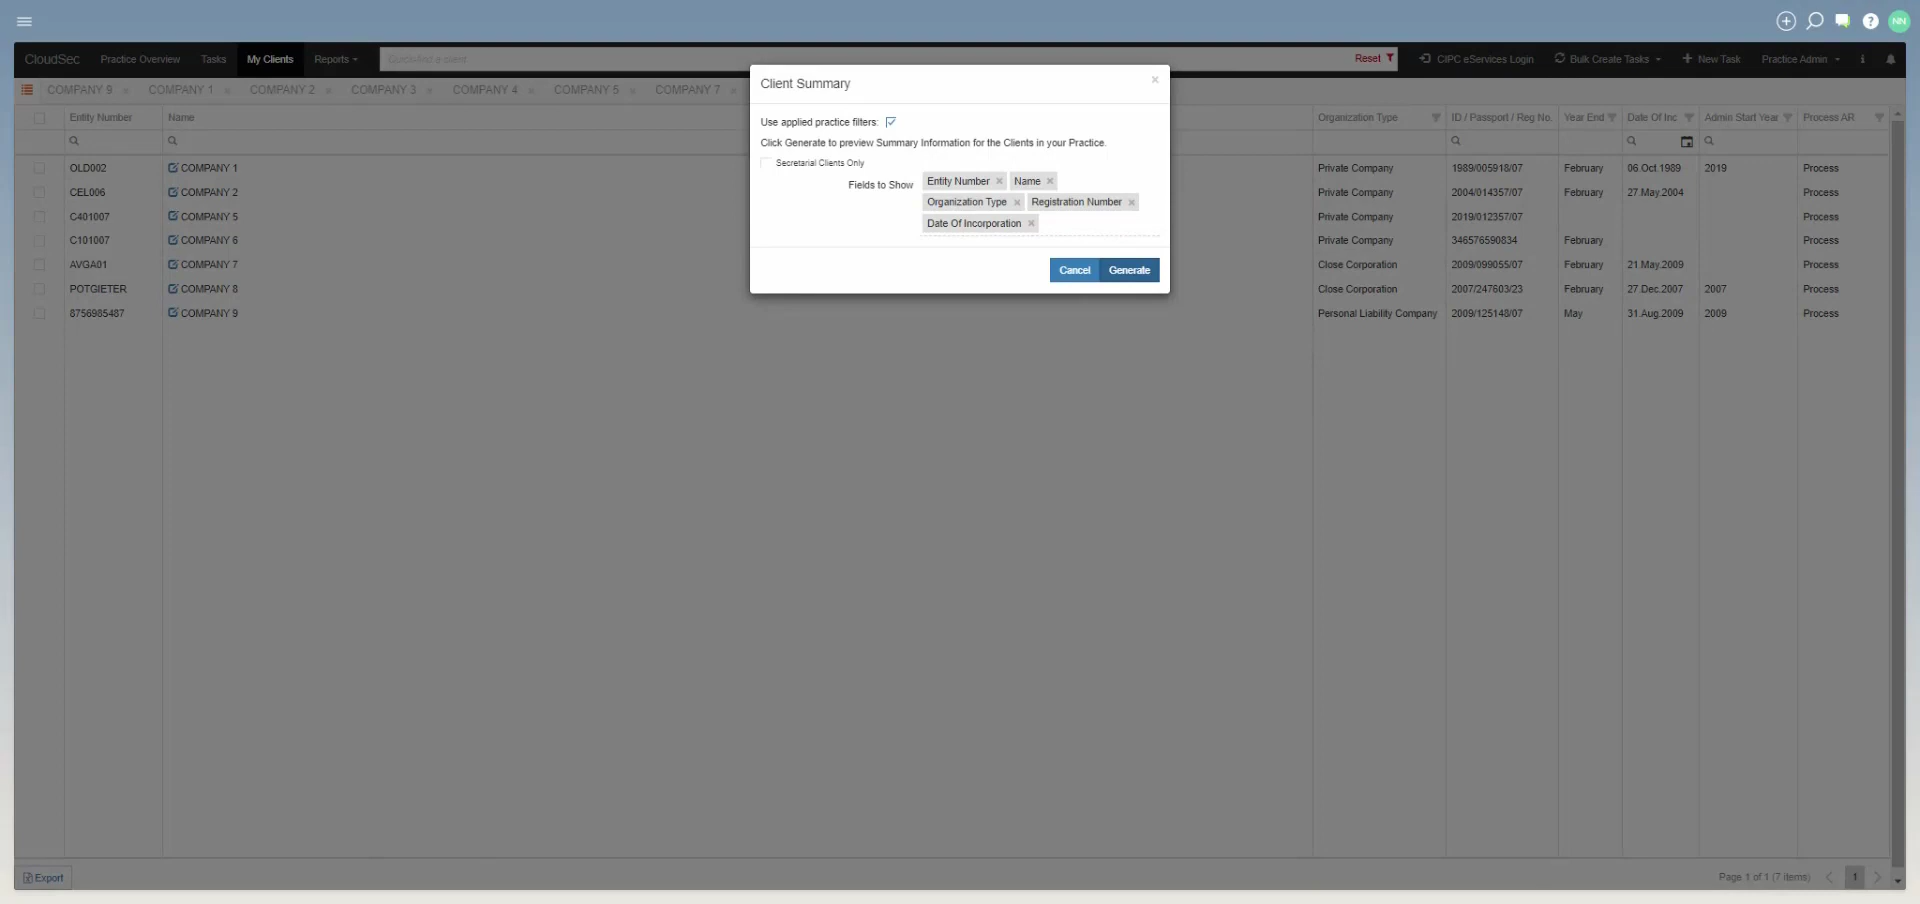 NN
CloudSec Practice Overview Tasks My Clients Reports Quick-find a client Reset CIPC eServices Login Bulk Create Tasks New Task Practice Admin
COMPANY 9 COMPANY 1 COMPANY 2 COMPANY 3 COMPANY 4 COMPANY 5 COMPANY 7
Client Summary
Use applied practice filters:
Click Generate to preview Summary Information for the Clients in your Practice.
Secretarial Clients Only
Fields to Show
Entity Number Name
Organization Type Registration Number
Date Of Incorporation
Cancel Generate
Entity Number Name Organization Type ID / Passport / Reg No. Year End Date Of Inc Admin Start Year Process AR
OLD002 COMPANY 1 Private Company 1989/005918/07 February 06.Oct.1989 2019 Process
CEL006 COMPANY 2 Private Company 2004/014357/07 February 27.May.2004 Process
C401007 COMPANY 5 Private Company 2019/012357/07 Process
C101007 COMPANY 6 Private Company 346576590834 February Process
AVGA01 COMPANY 7 Close Corporation 2009/099055/07 February 21.May.2009 Process
POTGIETER COMPANY 8 Close Corporation 2007/247603/23 February 27.Dec.2007 2007 Process
8756985487 COMPANY 9 Personal Liability Company 2009/125148/07 May 31.Aug.2009 2009 Process
Export Page 1 of 1 (7 items) 1